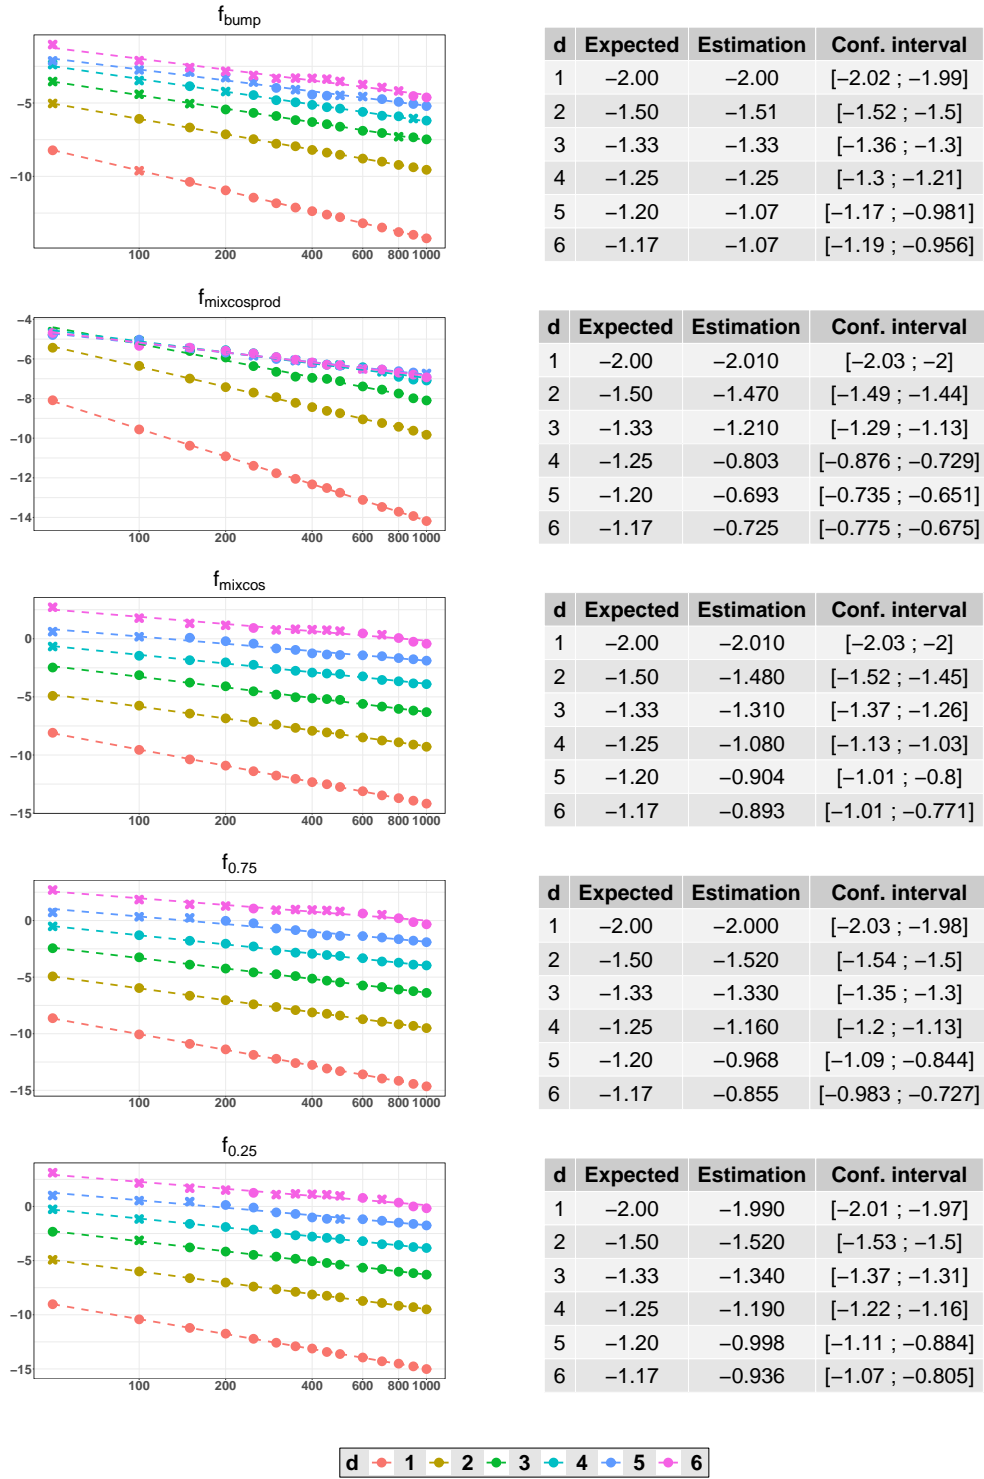 f_bump
−5
−10
100 200 400 600 800 1000
d Expected Estimation Conf. interval
1 −2.00 −2.00 [−2.02 ; −1.99]
2 −1.50 −1.51 [−1.52 ; −1.5]
3 −1.33 −1.33 [−1.36 ; −1.3]
4 −1.25 −1.25 [−1.3 ; −1.21]
5 −1.20 −1.07 [−1.17 ; −0.981]
6 −1.17 −1.07 [−1.19 ; −0.956]
f_mixcosprod
−4
−6
−8
−10
−12
−14
100 200 400 600 800 1000
d Expected Estimation Conf. interval
1 −2.00 −2.010 [−2.03 ; −2]
2 −1.50 −1.470 [−1.49 ; −1.44]
3 −1.33 −1.210 [−1.29 ; −1.13]
4 −1.25 −0.803 [−0.876 ; −0.729]
5 −1.20 −0.693 [−0.735 ; −0.651]
6 −1.17 −0.725 [−0.775 ; −0.675]
f_mixcos
0
−5
−10
−15
100 200 400 600 800 1000
d Expected Estimation Conf. interval
1 −2.00 −2.010 [−2.03 ; −2]
2 −1.50 −1.480 [−1.52 ; −1.45]
3 −1.33 −1.310 [−1.37 ; −1.26]
4 −1.25 −1.080 [−1.13 ; −1.03]
5 −1.20 −0.904 [−1.01 ; −0.8]
6 −1.17 −0.893 [−1.01 ; −0.771]
f_0.75
0
−5
−10
−15
100 200 400 600 800 1000
d Expected Estimation Conf. interval
1 −2.00 −2.000 [−2.03 ; −1.98]
2 −1.50 −1.520 [−1.54 ; −1.5]
3 −1.33 −1.330 [−1.35 ; −1.3]
4 −1.25 −1.160 [−1.2 ; −1.13]
5 −1.20 −0.968 [−1.09 ; −0.844]
6 −1.17 −0.855 [−0.983 ; −0.727]
f_0.25
0
−5
−10
−15
100 200 400 600 800 1000
d Expected Estimation Conf. interval
1 −2.00 −1.990 [−2.01 ; −1.97]
2 −1.50 −1.520 [−1.53 ; −1.5]
3 −1.33 −1.340 [−1.37 ; −1.31]
4 −1.25 −1.190 [−1.22 ; −1.16]
5 −1.20 −0.998 [−1.11 ; −0.884]
6 −1.17 −0.936 [−1.07 ; −0.805]
d 1 2 3 4 5 6